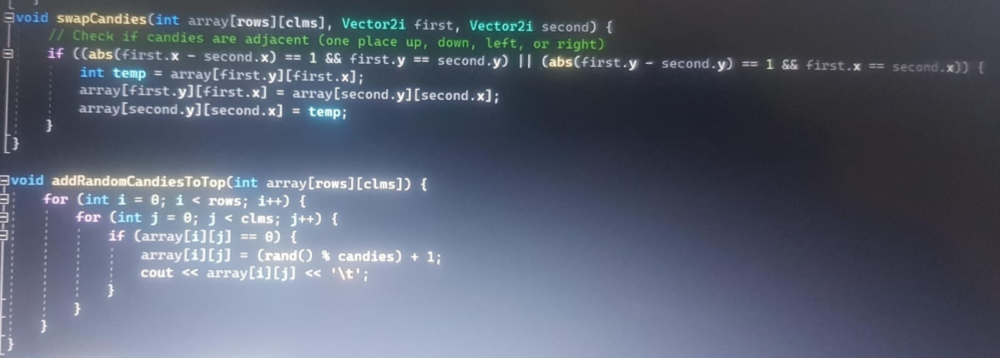 }
void swapCandies(int array[rows][clms], Vector2i first, Vector2i second) {
// Check if candies are adjacent (one place up, down, left, or right)
if ((abs(first.x - second.x) == 1 && first.y == second.y) || (abs(first.y - second.y) == 1 && first.x == second.x)) {
int temp = array[first.y][first.x];
array[first.y][first.x] = array[second.y][second.x];
array[second.y][second.x] = temp;
}
}
void addRandomCandiesToTop(int array[rows][clms]) {
for (int i = 0; i < rows; i++) {
for (int j = 0; j < clms; j++) {
if (array[i][j] == 0) {
array[i][j] = (rand() % candies) + 1;
cout << array[i][j] << '\t';
}
}
}
}